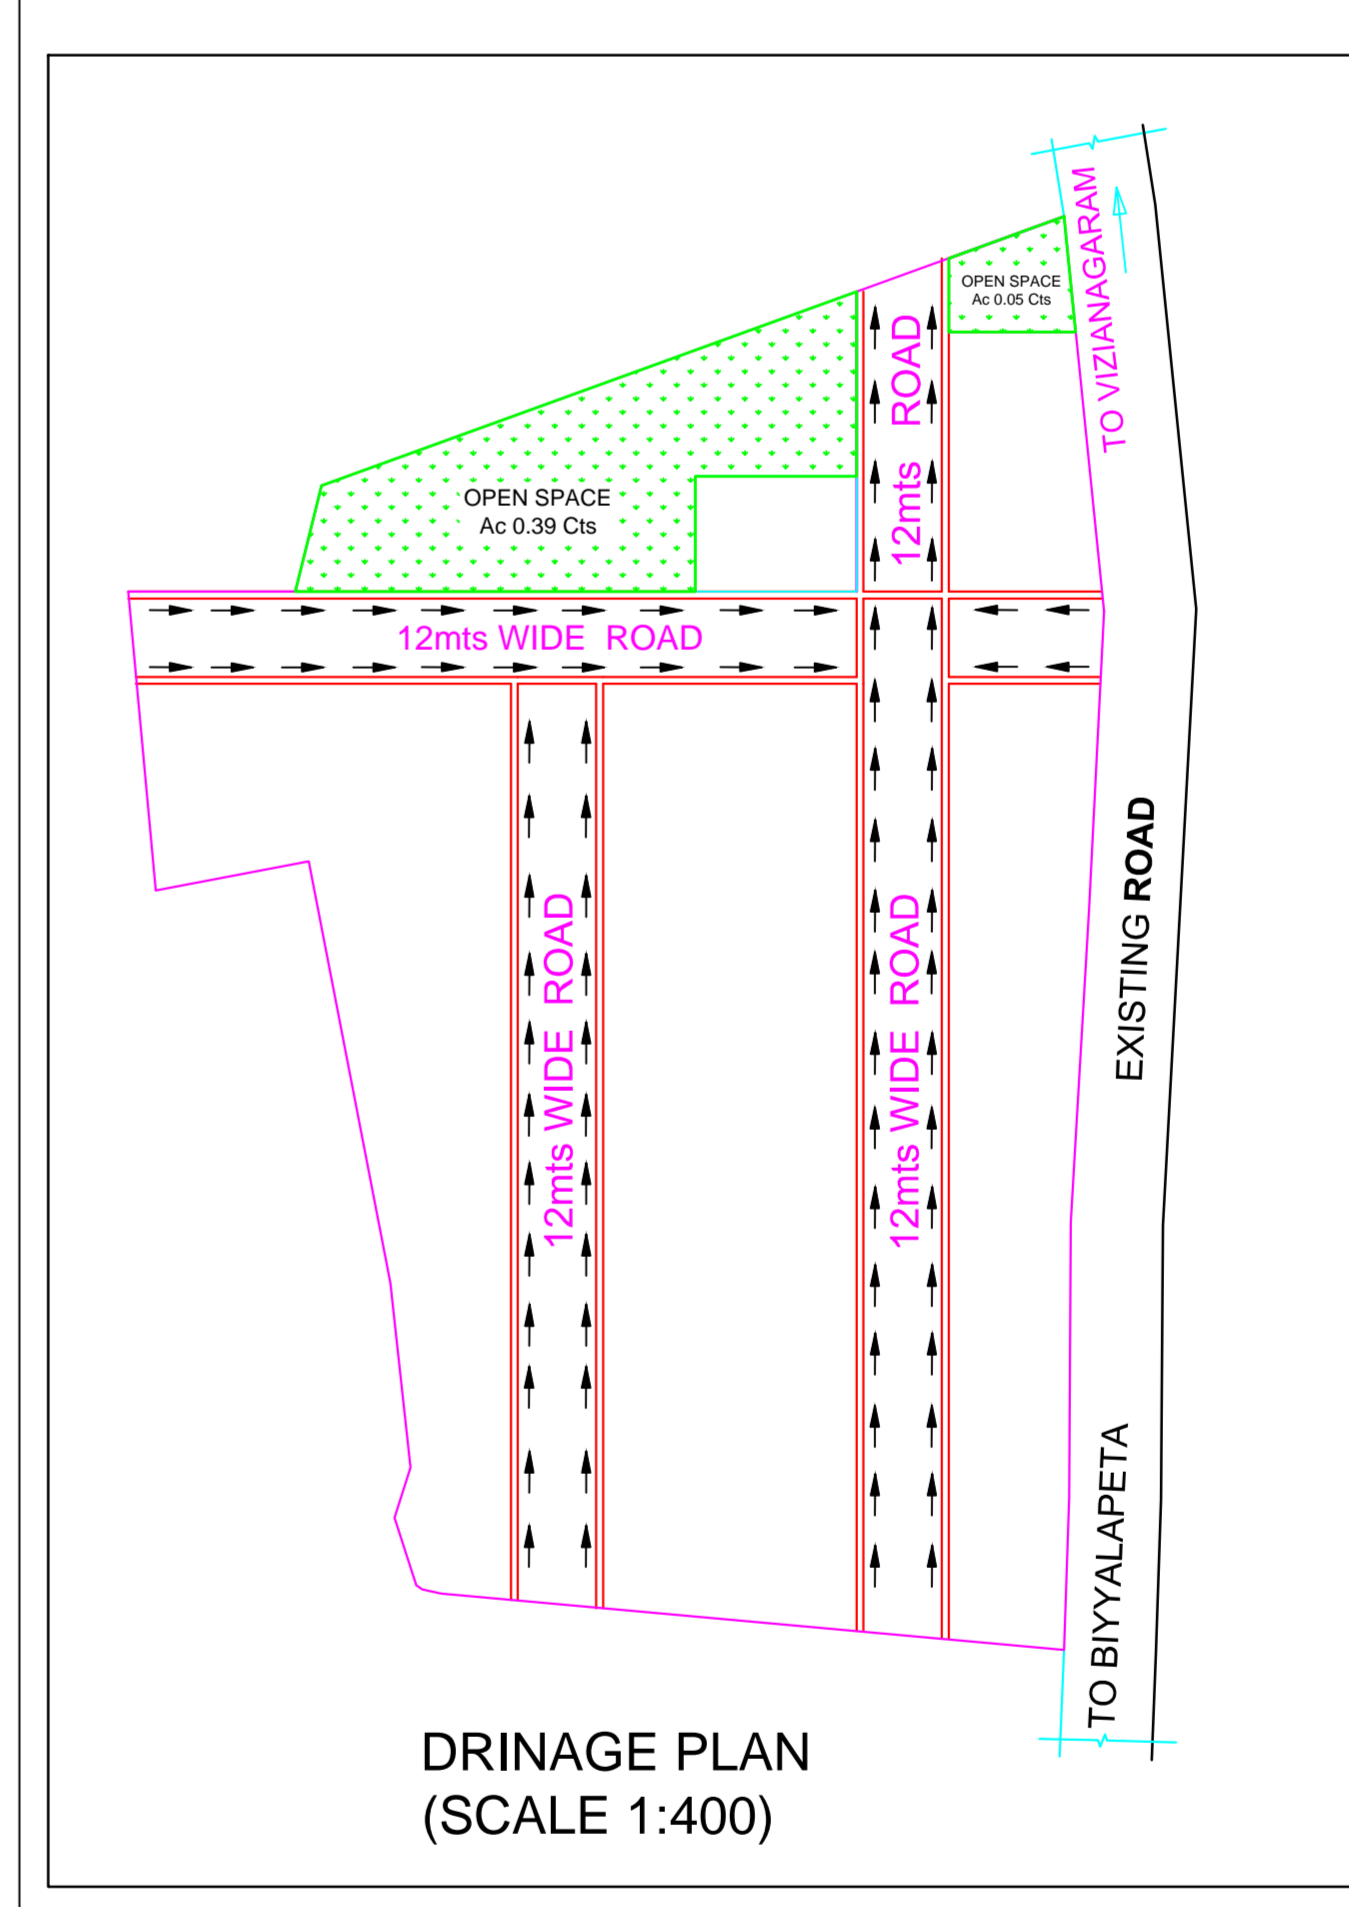 TO VIZIANAGARAM
OPEN SPACE
Ac 0.05 Cts
12mts ROAD
OPEN SPACE
Ac 0.39 Cts
12mts WIDE ROAD
12mts WIDE ROAD
12mts WIDE ROAD
EXISTING ROAD
TO BIYYALAPETA
DRINAGE PLAN
(SCALE 1:400)